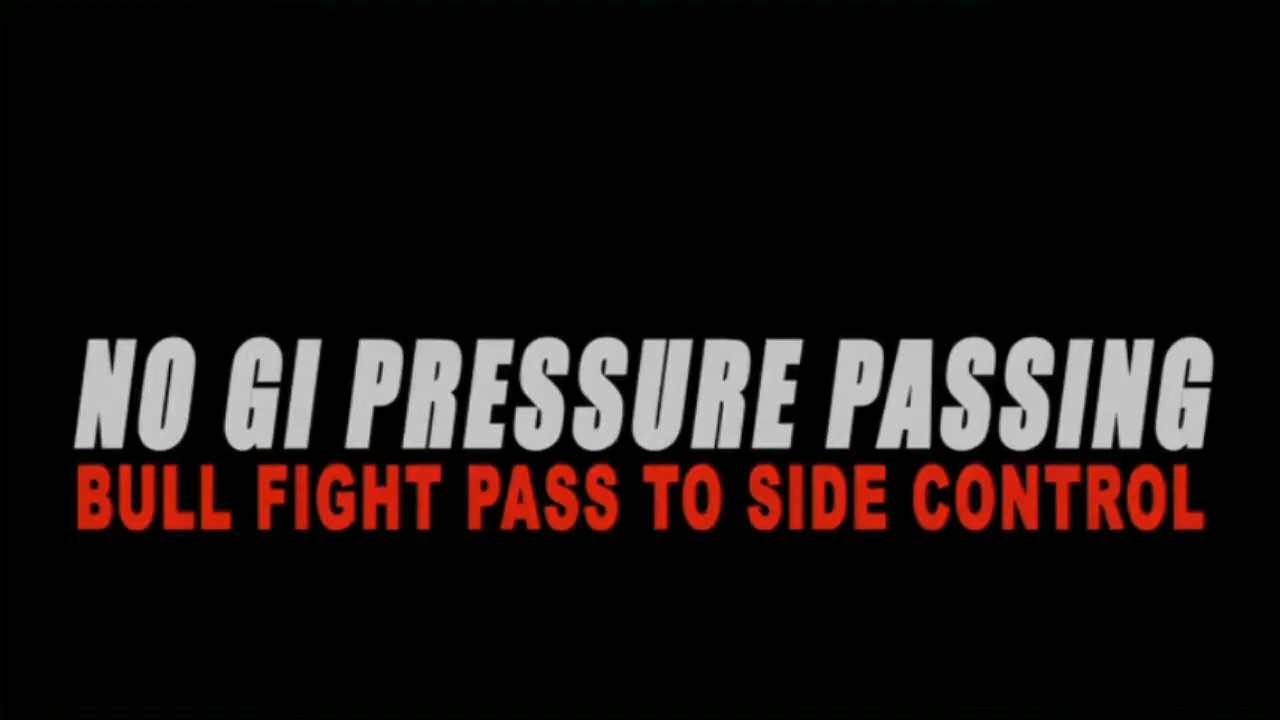 NO GI PRESSURE PASSING
BULL FIGHT PASS TO SIDE CONTROL